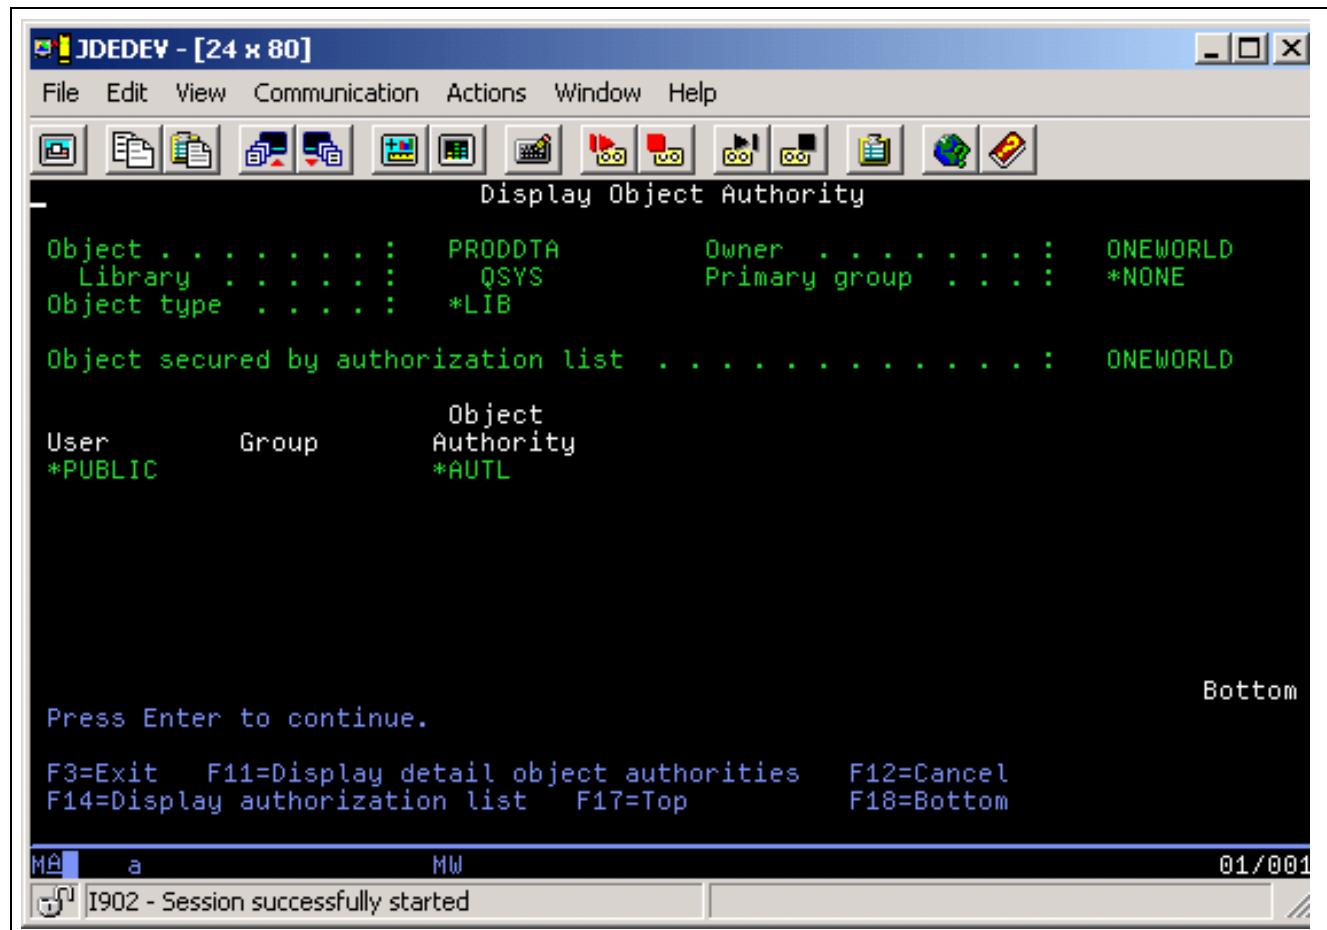 JDEDEV - [24 x 80]
File Edit View Communication Actions Window Help
Display Object Authority
Object . . . . . . . : PRODDTA Owner . . . . . . . : ONEWORLD
Library . . . . . : QSYS Primary group . . . : *NONE
Object type . . . . : *LIB
Object secured by authorization list . . . . . . . . . . . . : ONEWORLD
Object
User Group Authority
*PUBLIC *AUTL
Bottom
Press Enter to continue.
F3=Exit F11=Display detail object authorities F12=Cancel
F14=Display authorization list F17=Top F18=Bottom
MA a MW 01/001
I902 - Session successfully started